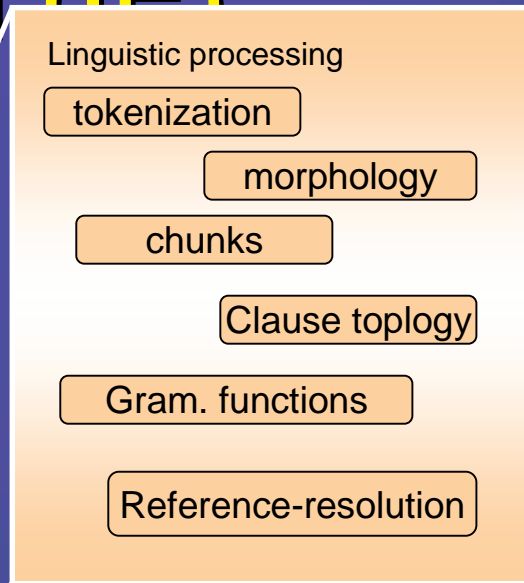 Linguistic processing
tokenization
morphology
chunks
Clause toplogy
Gram. functions
Reference-resolution